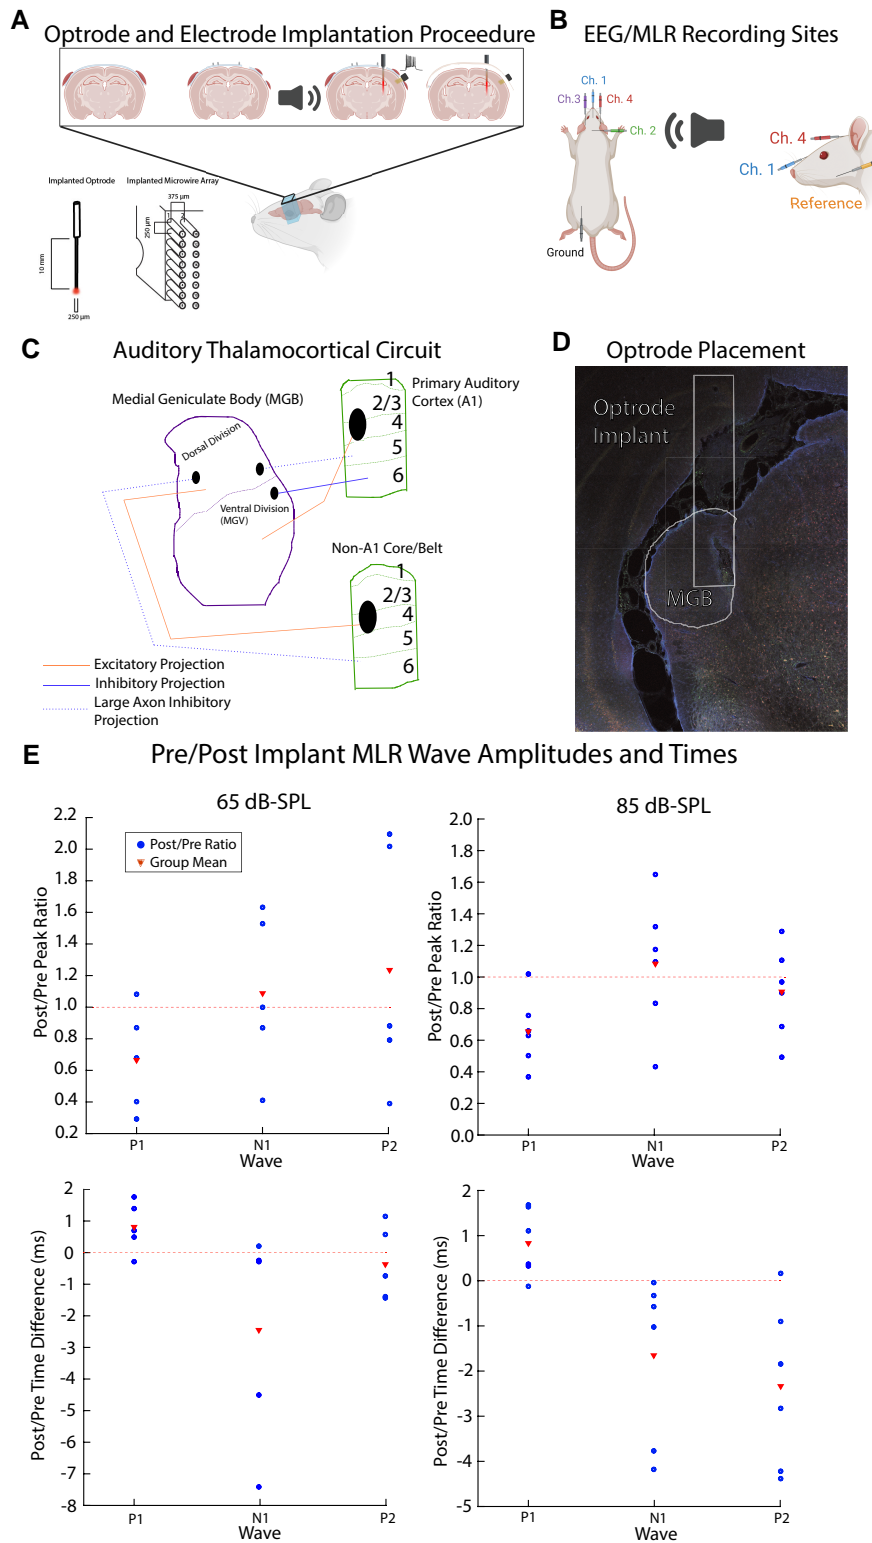 A
Optrode and Electrode Implantation Proceedure
Implanted Optrode
Implanted Microwire Array
375 µm
1
2
250 µm
10 mm
250 µm
B
EEG/MLR Recording Sites
Ch. 1
Ch.3
Ch. 4
Ch. 2
Ground
Ch. 4
Ch. 1
Reference
C
Auditory Thalamocortical Circuit
Medial Geniculate Body (MGB)
Dorsal Division
Ventral Division
(MGV)
Primary Auditory
Cortex (A1)
1
2/3
4
5
6
Non-A1 Core/Belt
1
2/3
4
5
6
Excitatory Projection
Inhibitory Projection
Large Axon Inhibitory
Projection
D
Optrode Placement
Optrode
Implant
MGB
E
Pre/Post Implant MLR Wave Amplitudes and Times
65 dB-SPL
Post/Pre Peak Ratio
2.2
2.0
1.8
1.6
1.4
1.2
1.0
0.8
0.6
0.4
0.2
Post/Pre Ratio
Group Mean
P1
N1
P2
Wave
85 dB-SPL
Post/Pre Peak Ratio
2.0
1.8
1.6
1.4
1.2
1.0
0.8
0.6
0.4
0.2
0.0
P1
N1
P2
Wave
Post/Pre Time Difference (ms)
2
1
0
-1
-2
-3
-4
-5
-6
-7
-8
P1
N1
P2
Wave
Post/Pre Time Difference (ms)
2
1
0
-1
-2
-3
-4
-5
P1
N1
P2
Wave